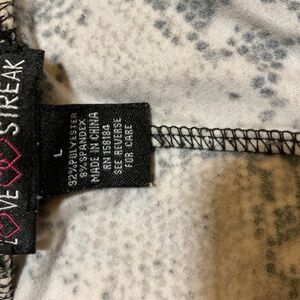 LOVE STREAK
L
92%POLYESTER
8%SPANDEX
MADE IN CHINA
RN 158184
SEE REVERSE
FOR CARE